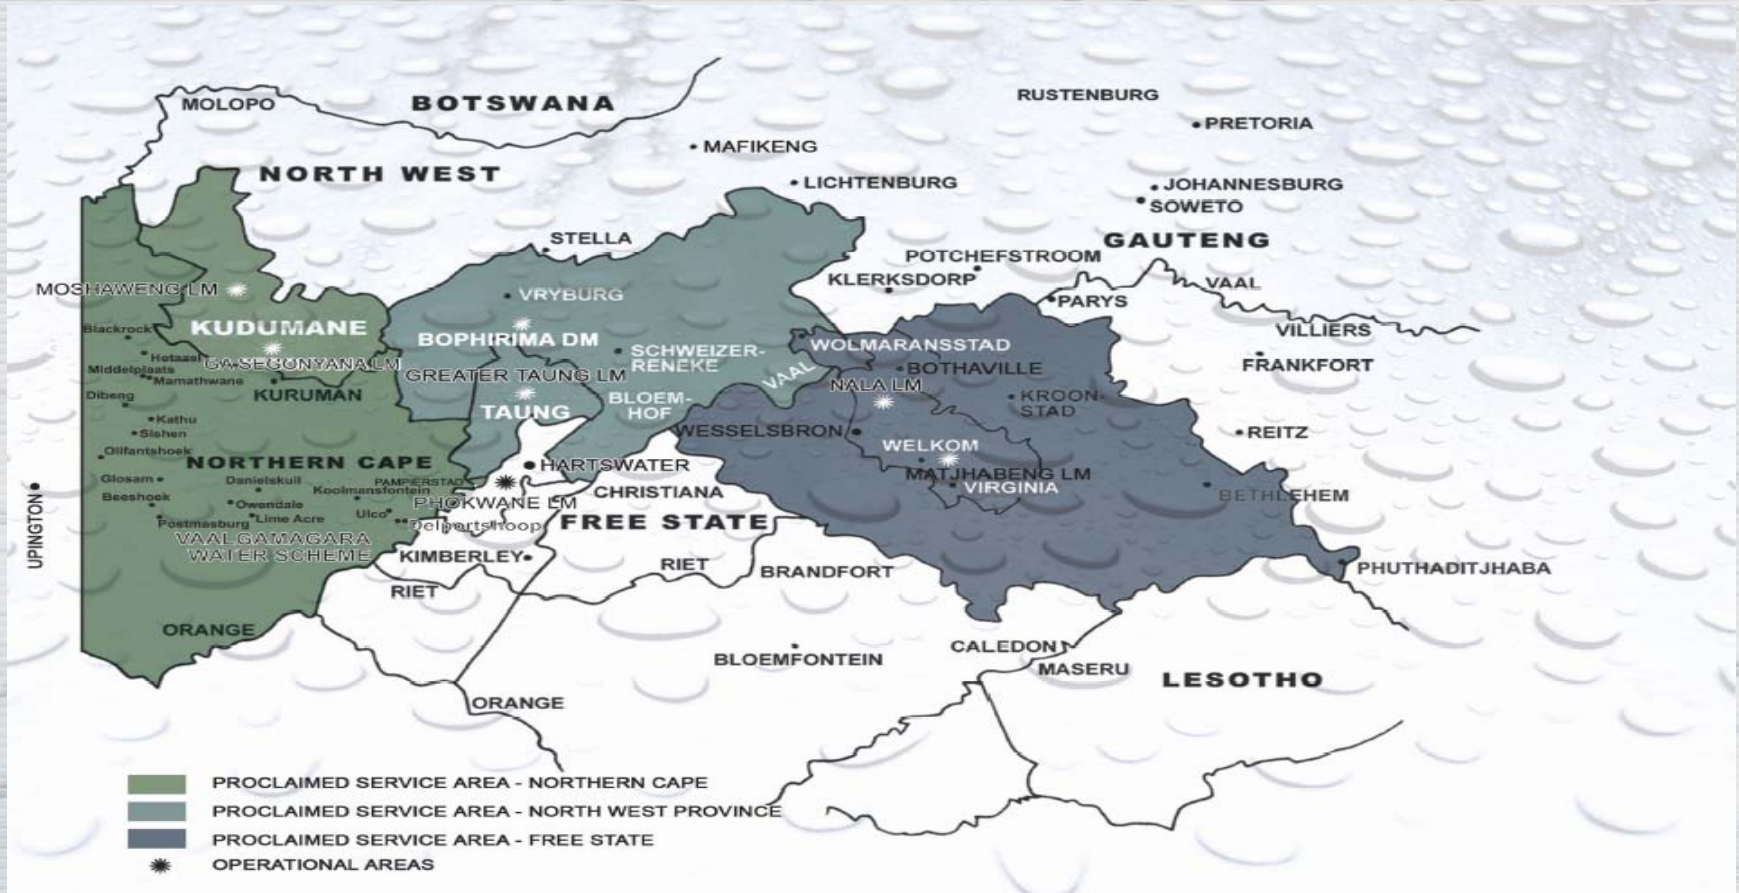 MOLOPO
BOTSWANA
RUSTENBURG
PRETORIA
MAFIKENG
NORTH WEST
LICHTENBURG
JOHANNESBURG
SOWETO
STELLA
GAUTENG
POTCHEFSTROOM
KLERKSDORP
VAAL
MOSHAWENG LM
VRYBURG
PARYS
Blackrock
KUDUMANE
BOPHIRIMA DM
VILLIERS
WOLMARANSSTAD
SCHWEIZER-
RENEKE
Hotazel
GA SEGONYANA LM
FRANKFORT
Middelplaats
Mamathwane
GREATER TAUNG LM
VAAL
BOTHAVILLE
NALA LM
Dibeng
KURUMAN
BLOEM-
HOF
KROON-
STAD
TAUNG
Kathu
Sishen
WESSELSBRON
REITZ
WELKOM
Olifantshoek
NORTHERN CAPE
HARTSWATER
MATJHABENG LM
VIRGINIA
Glosam
Danielskuil
PAMPIERSTAD
Koolmansfontein
CHRISTIANA
BETHLEHEM
Beeshoek
Owendale
PHOKWANE LM
UPINGTON
Postmasburg
Lime Acre
Ulco
Delportshoop
FREE STATE
VAALGAMAGARA
WATER SCHEME
KIMBERLEY
RIET
RIET
BRANDFORT
PHUTHADITJHABA
ORANGE
BLOEMFONTEIN
CALEDON
MASERU
LESOTHO
ORANGE
PROCLAIMED SERVICE AREA - NORTHERN CAPE
PROCLAIMED SERVICE AREA - NORTH WEST PROVINCE
PROCLAIMED SERVICE AREA - FREE STATE
OPERATIONAL AREAS